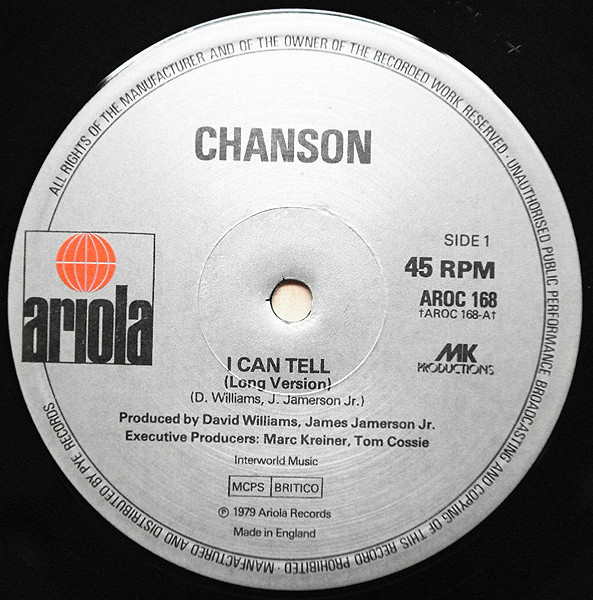 ALL RIGHTS OF THE MANUFACTURER AND OF THE OWNER OF THE RECORDED WORK RESERVED · UNAUTHORISED PUBLIC PERFORMANCE BROADCASTING AND COPYING OF THIS RECORD PROHIBITED · MANUFACTURED AND DISTRIBUTED BY PYE RECORDS
CHANSON
ariola
SIDE 1
45 RPM
AROC 168
†AROC 168-A†
MK
PRODUCTIONS
I CAN TELL
(Long Version)
(D. Williams, J. Jamerson Jr.)
Produced by David Williams, James Jamerson Jr.
Executive Producers: Marc Kreiner, Tom Cossie
Interworld Music
MCPS BRITICO
℗ 1979 Ariola Records
Made in England